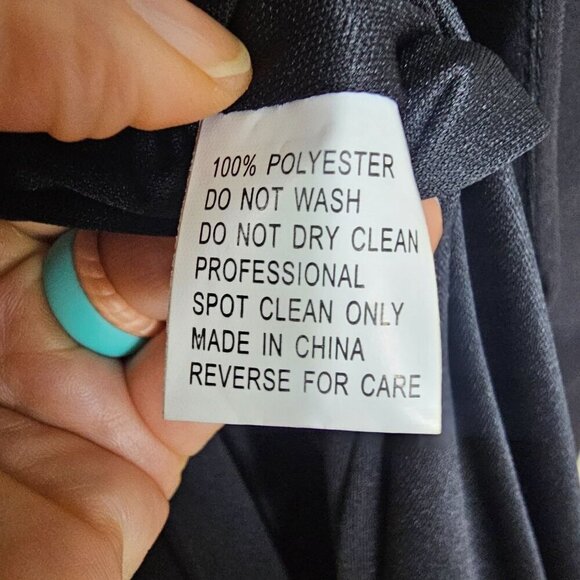 100% POLYESTER
DO NOT WASH
DO NOT DRY CLEAN
PROFESSIONAL
SPOT CLEAN ONLY
MADE IN CHINA
REVERSE FOR CARE